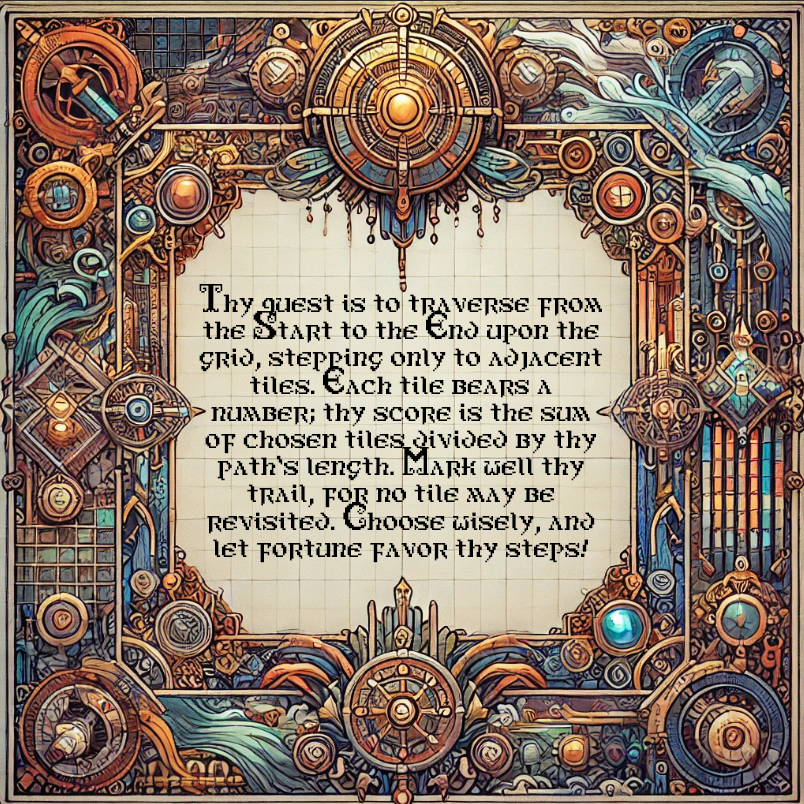 Thy quest is to traverse from
the Start to the End upon the
grid, stepping only to adjacent
tiles. Each tile bears a
number; thy score is the sum
of chosen tiles divided by thy
path's length. Mark well thy
trail, for no tile may be
revisited. Choose wisely, and
let fortune favor thy steps!